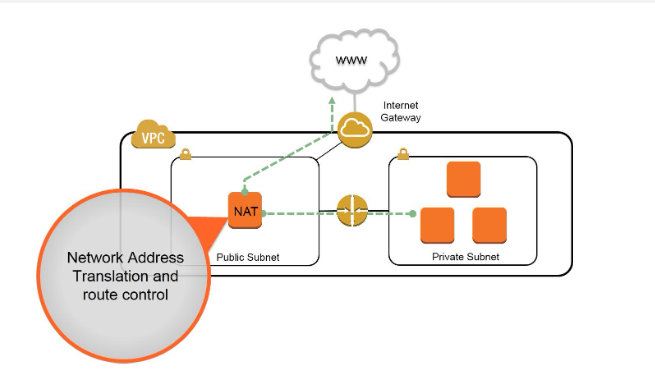 WWW
Internet
Gateway
VPC
NAT
Network Address
Translation and
route control
Public Subnet
Private Subnet